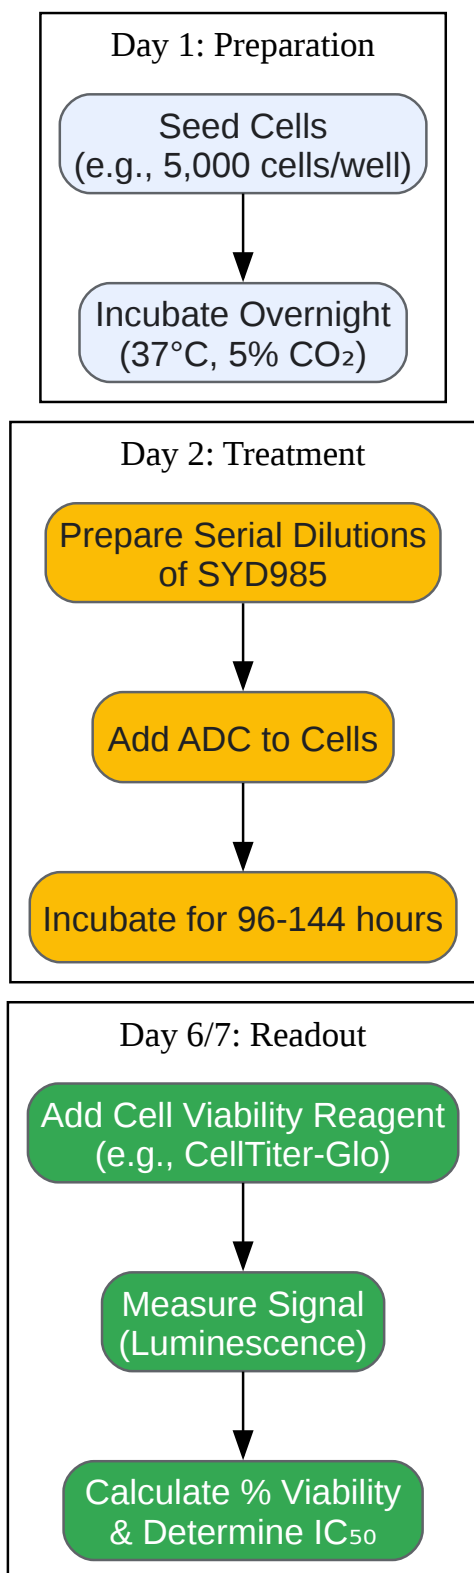 Day 1: Preparation
Seed Cells
(e.g., 5,000 cells/well)
Incubate Overnight
(37°C, 5% CO₂)
Day 2: Treatment
Prepare Serial Dilutions
of SYD985
Add ADC to Cells
Incubate for 96-144 hours
Day 6/7: Readout
Add Cell Viability Reagent
(e.g., CellTiter-Glo)
Measure Signal
(Luminescence)
Calculate % Viability
& Determine IC₅₀